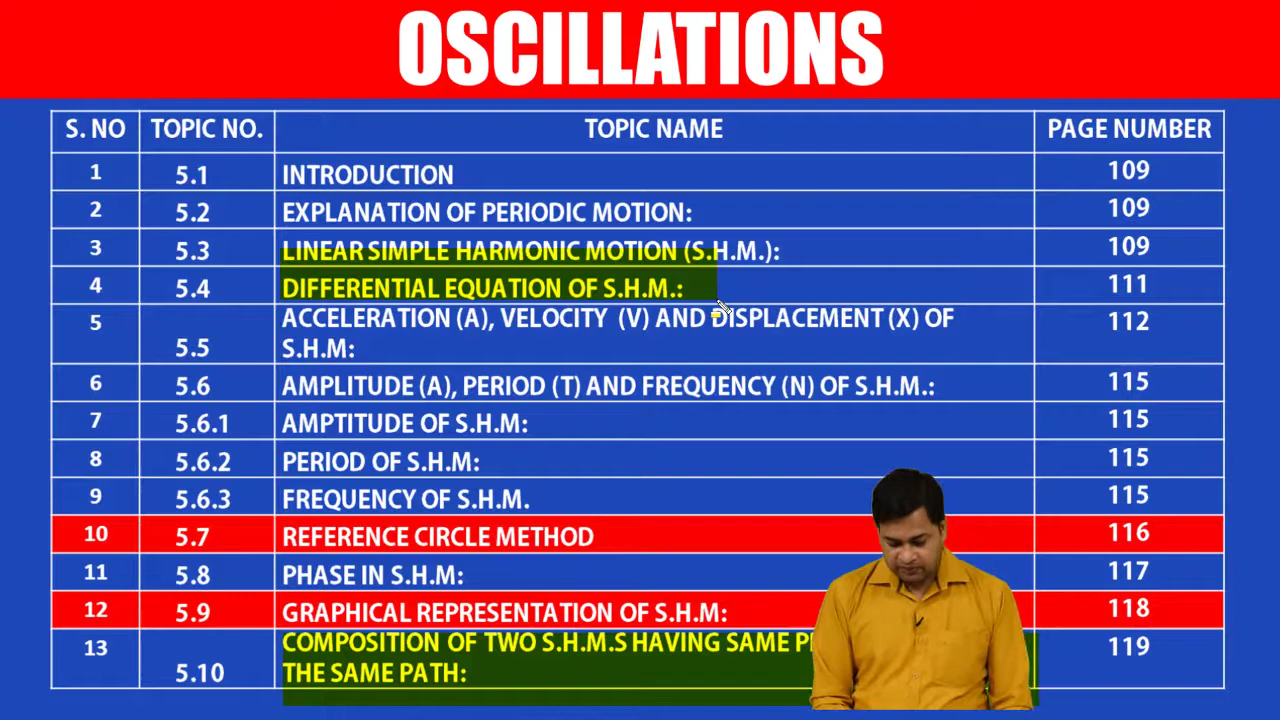 OSCILLATIONS
S. NO TOPIC NO. TOPIC NAME PAGE NUMBER
1 5.1 INTRODUCTION 109
2 5.2 EXPLANATION OF PERIODIC MOTION: 109
3 5.3 LINEAR SIMPLE HARMONIC MOTION (S.H.M.): 109
4 5.4 DIFFERENTIAL EQUATION OF S.H.M.: 111
5 5.5 ACCELERATION (A), VELOCITY (V) AND DISPLACEMENT (X) OF 112
S.H.M:
6 5.6 AMPLITUDE (A), PERIOD (T) AND FREQUENCY (N) OF S.H.M.: 115
7 5.6.1 AMPTITUDE OF S.H.M: 115
8 5.6.2 PERIOD OF S.H.M: 115
9 5.6.3 FREQUENCY OF S.H.M. 115
10 5.7 REFERENCE CIRCLE METHOD 116
11 5.8 PHASE IN S.H.M: 117
12 5.9 GRAPHICAL REPRESENTATION OF S.H.M: 118
13 5.10 COMPOSITION OF TWO S.H.M.S HAVING SAME 119
THE SAME PATH: